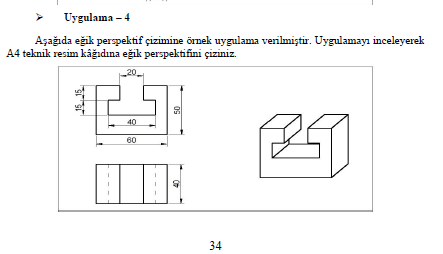 ➤ Uygulama – 4
Aşağıda eğik perspektif çizimine örnek uygulama verilmiştir. Uygulamayı inceleyerek
A4 teknik resim kâğıdına eğik perspektifini çiziniz.
20
15
15
50
40
60
40
34